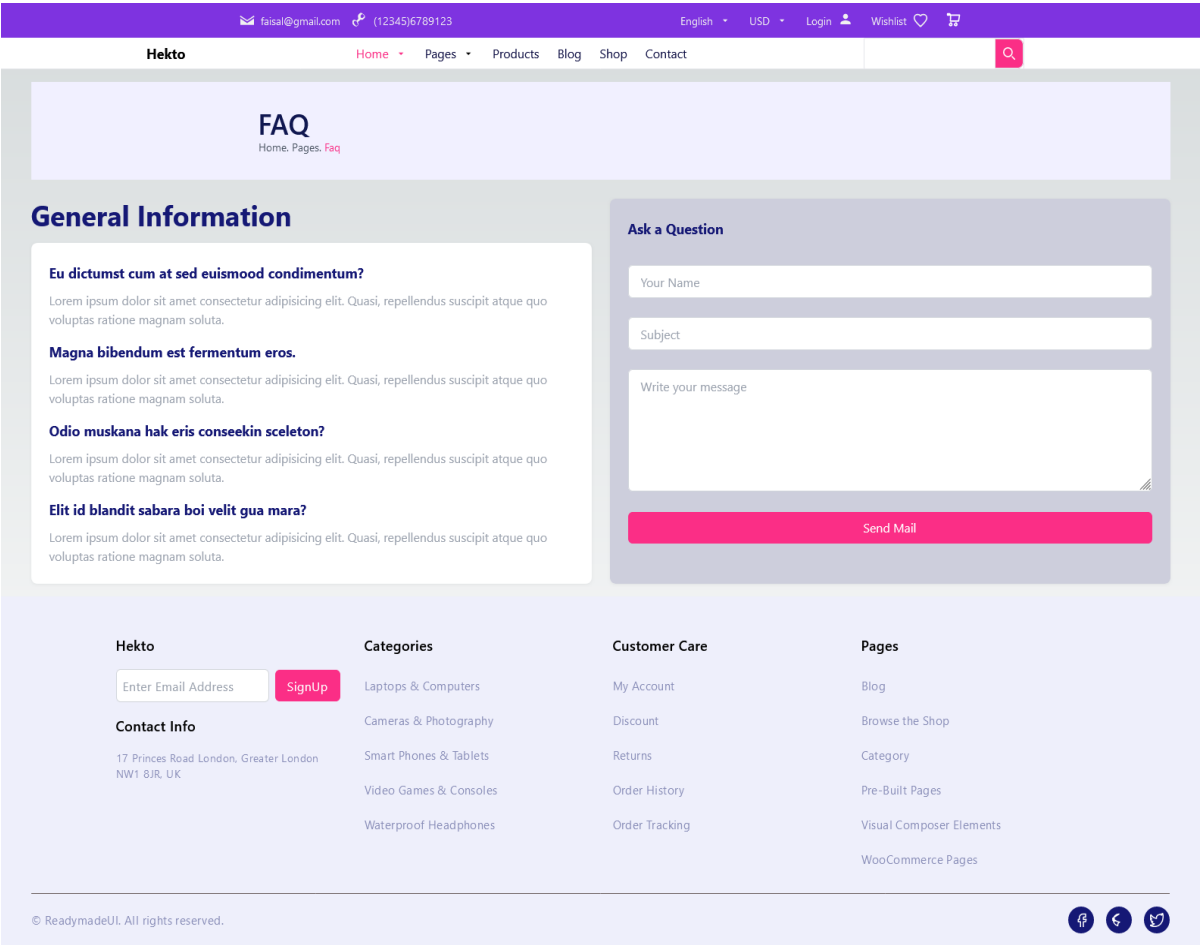 faisal@gmail.com (12345)6789123 English USD Login Wishlist
Hekto Home Pages Products Blog Shop Contact
FAQ
Home. Pages. Faq
General Information
Eu dictumst cum at sed euismood condimentum?
Lorem ipsum dolor sit amet consectetur adipisicing elit. Quasi, repellendus suscipit atque quo
voluptas ratione magnam soluta.
Magna bibendum est fermentum eros.
Lorem ipsum dolor sit amet consectetur adipisicing elit. Quasi, repellendus suscipit atque quo
voluptas ratione magnam soluta.
Odio muskana hak eris conseekin sceleton?
Lorem ipsum dolor sit amet consectetur adipisicing elit. Quasi, repellendus suscipit atque quo
voluptas ratione magnam soluta.
Elit id blandit sabara boi velit gua mara?
Lorem ipsum dolor sit amet consectetur adipisicing elit. Quasi, repellendus suscipit atque quo
voluptas ratione magnam soluta.
Ask a Question
Your Name
Subject
Write your message
Send Mail
Hekto
Enter Email Address SignUp
Contact Info
17 Princes Road London, Greater London
NW1 8JR, UK
Categories
Laptops & Computers
Cameras & Photography
Smart Phones & Tablets
Video Games & Consoles
Waterproof Headphones
Customer Care
My Account
Discount
Returns
Order History
Order Tracking
Pages
Blog
Browse the Shop
Category
Pre-Built Pages
Visual Composer Elements
WooCommerce Pages
© ReadymadeUI. All rights reserved.